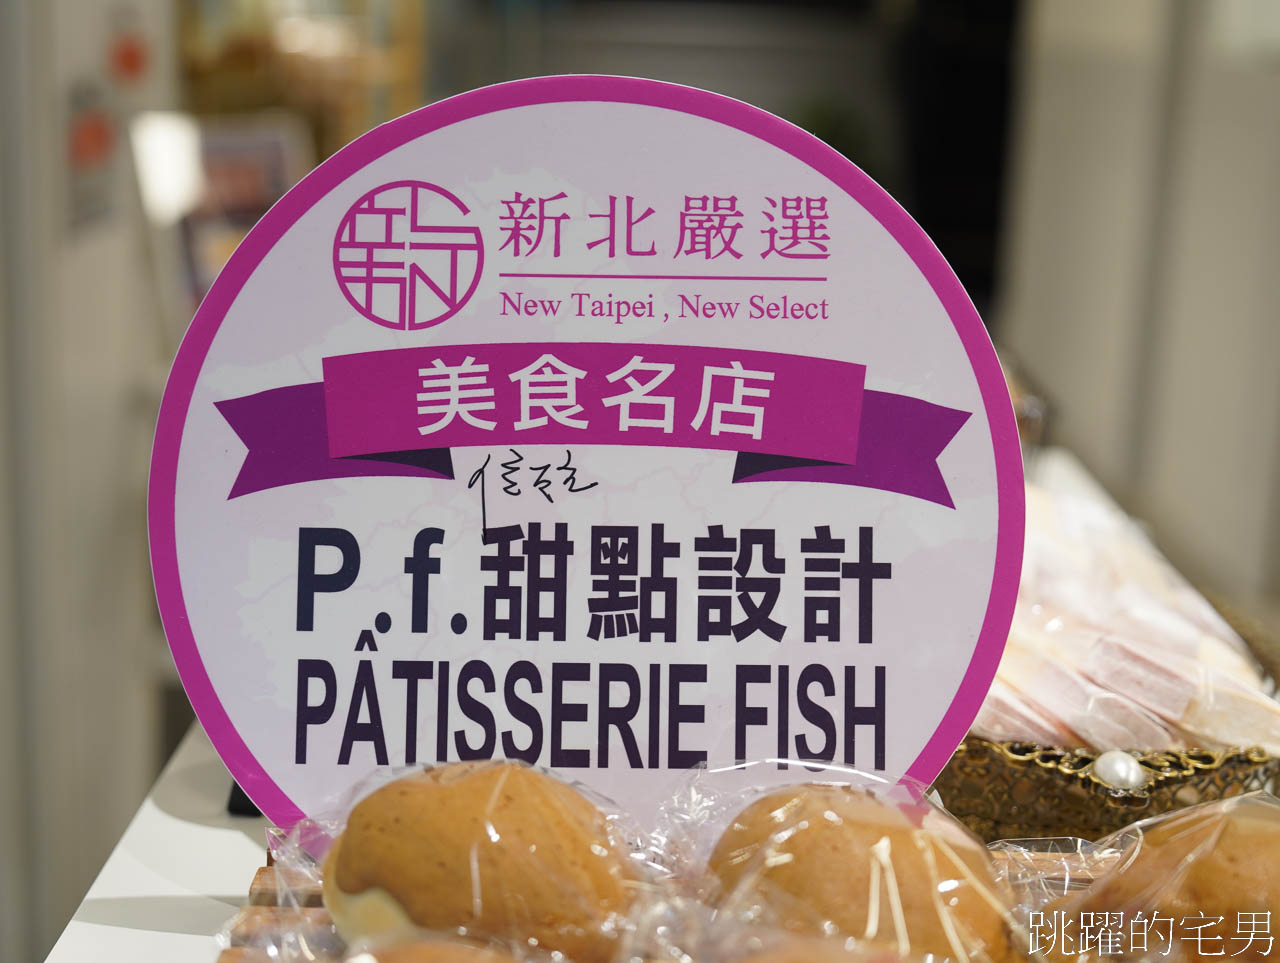 新北嚴選
New Taipei , New Select
美食名店
P.f.甜點設計
PÂTISSERIE FISH
跳躍的宅男